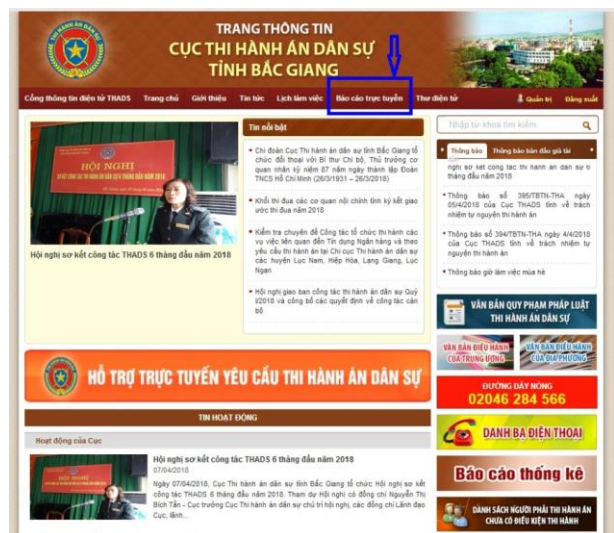 TRANG THÔNG TIN
CỤC THI HÀNH ÁN DÂN SỰ
TỈNH BẮC GIANG
Cổng thông tin điện tử THADS Trang chủ Giới thiệu Tin tức Lịch làm việc Báo cáo trực tuyến Thư điện tử Quản trị Đăng xuất
HỘI NGHỊ
Hội nghị sơ kết công tác THADS 6 tháng đầu năm 2018
Tin nổi bật
Chi đoàn Cục Thi hành án dân sự tỉnh Bắc Giang tổ
chức đối thoại với Bí thư Chi bộ, Thủ trưởng cơ
quan nhân kỷ niệm 87 năm ngày thành lập Đoàn
TNCS Hồ Chí Minh (26/3/1931 – 26/3/2018)
Khối thi đua các cơ quan nội chính tỉnh ký kết giao
ước thi đua năm 2018
Kiểm tra chuyên đề Công tác tổ chức thi hành các
vụ việc liên quan đến Tín dụng Ngân hàng và theo
yêu cầu thi hành án tại Chi cục Thi hành án dân sự
các huyện Lục Nam, Hiệp Hòa, Lạng Giang, Lục
Ngạn
Hội nghị giao ban công tác thi hành án dân sự Quý
I/2018 và công bố các quyết định về công tác cán
bộ
Nhập từ khoá tìm kiếm
Thông báo Thông báo bán đấu giá tài
nghị sơ kết công tác thi hành án dân sự 6
tháng đầu năm 2018
Thông báo số 395/TBTN-THA ngày
05/4/2018 của Cục THADS tỉnh về trách
nhiệm tự nguyện thi hành án
Thông báo số 394/TBTN-THA ngày 4/4/2018
của Cục THADS tỉnh về trách nhiệm tự
nguyện thi hành án
Thông báo giờ làm việc mùa hè
VĂN BẢN QUY PHẠM PHÁP LUẬT
THI HÀNH ÁN DÂN SỰ
VĂN BẢN ĐIỀU HÀNH
CỦA TRUNG ƯƠNG
VĂN BẢN ĐIỀU HÀNH
CỦA ĐỊA PHƯƠNG
ĐƯỜNG DÂY NÓNG
02046 284 566
DANH BẠ ĐIỆN THOẠI
Báo cáo thống kê
DANH SÁCH NGƯỜI PHẢI THI HÀNH ÁN
CHƯA CÓ ĐIỀU KIỆN THI HÀNH
HỖ TRỢ TRỰC TUYẾN YÊU CẦU THI HÀNH ÁN DÂN SỰ
TIN HOẠT ĐỘNG
Hoạt động của Cục
HỘI NGHỊ
Hội nghị sơ kết công tác THADS 6 tháng đầu năm 2018
07/04/2018
Ngày 07/04/2018, Cục Thi hành án dân sự tỉnh Bắc Giang tổ chức Hội nghị sơ kết
công tác THADS 6 tháng đầu năm 2018. Tham dự Hội nghị có đồng chí Nguyễn Thị
Bích Tần - Cục trưởng Cục Thi hành án dân sự chủ trì hội nghị, các đồng chí Lãnh đạo
Cục, lãnh...